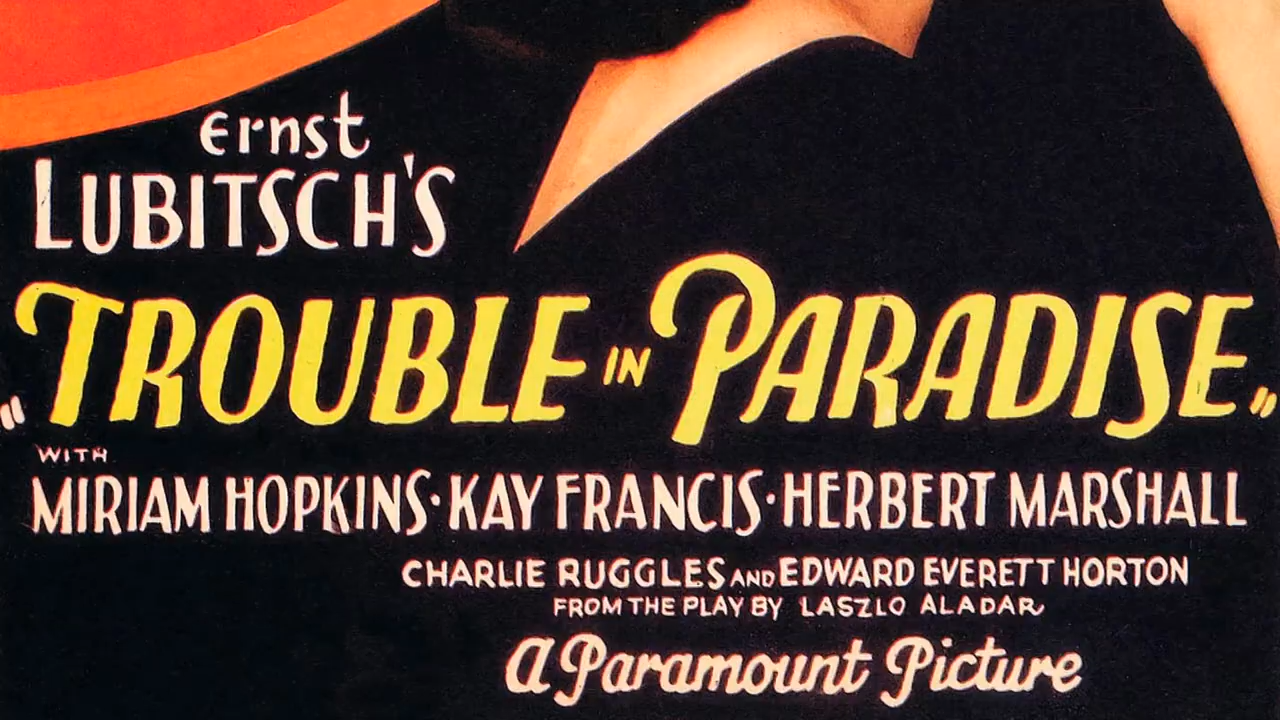 Ernst
LUBITSCH'S
"TROUBLE IN PARADISE"
WITH
MIRIAM HOPKINS·KAY FRANCIS·HERBERT MARSHALL
CHARLIE RUGGLES AND EDWARD EVERETT HORTON
FROM THE PLAY BY LASZLO ALADAR
A Paramount Picture